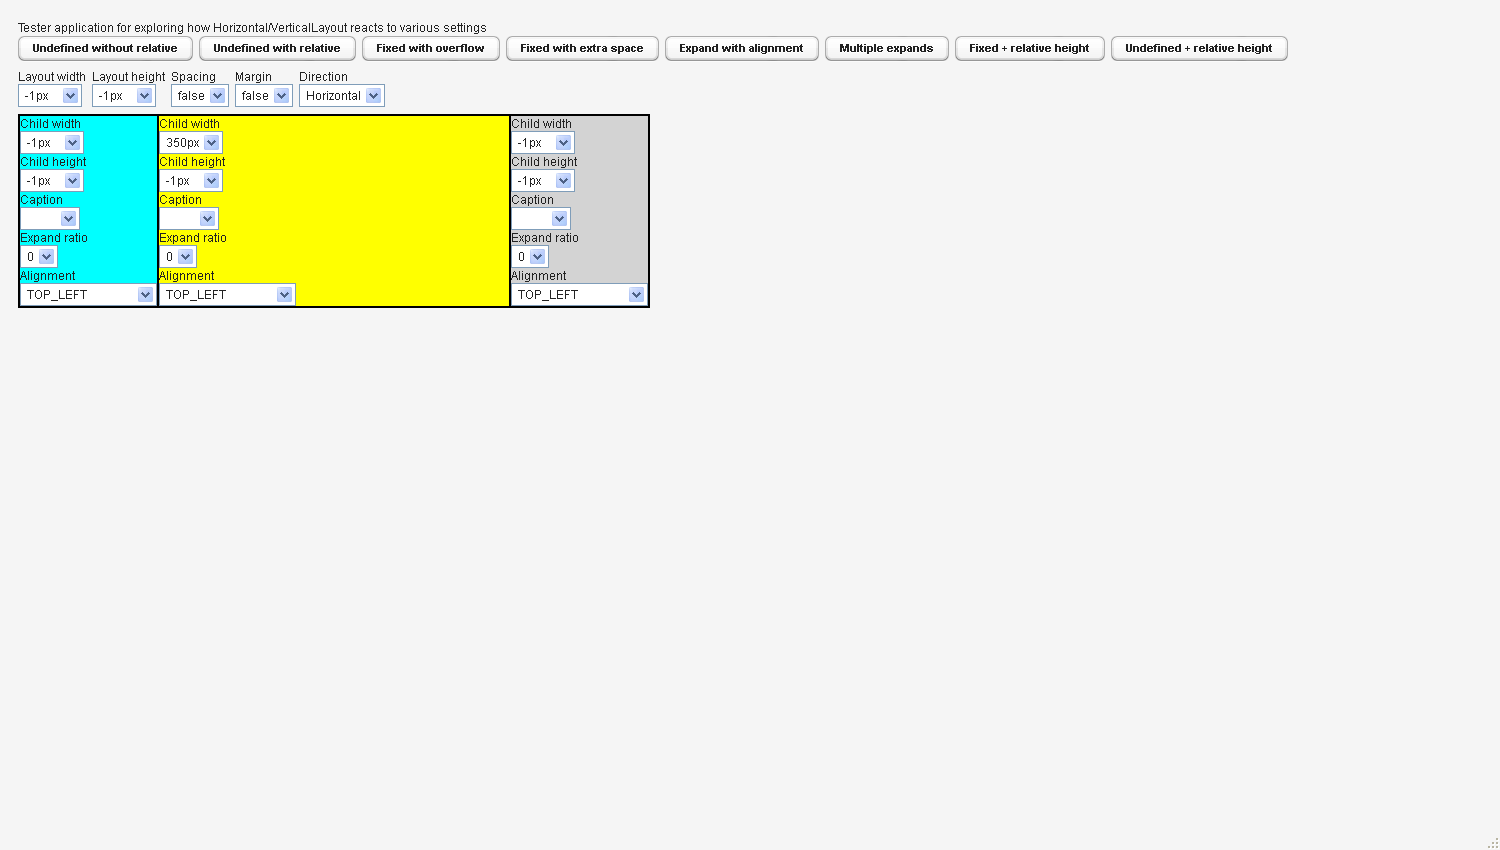 Tester application for exploring how Horizontal/VerticalLayout reacts to various settings
Undefined without relative Undefined with relative Fixed with overflow Fixed with extra space Expand with alignment Multiple expands Fixed + relative height Undefined + relative height
Layout width Layout height Spacing Margin Direction
-1px -1px false false Horizontal
Child width Child width Child width
-1px 350px -1px
Child height Child height Child height
-1px -1px -1px
Caption Caption Caption
Expand ratio Expand ratio Expand ratio
0 0 0
Alignment Alignment Alignment
TOP_LEFT TOP_LEFT TOP_LEFT